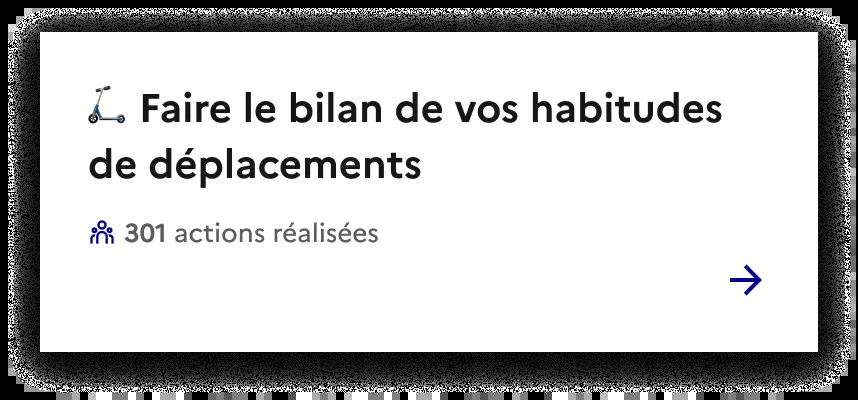 🛴 Faire le bilan de vos habitudes
de déplacements
301 actions réalisées